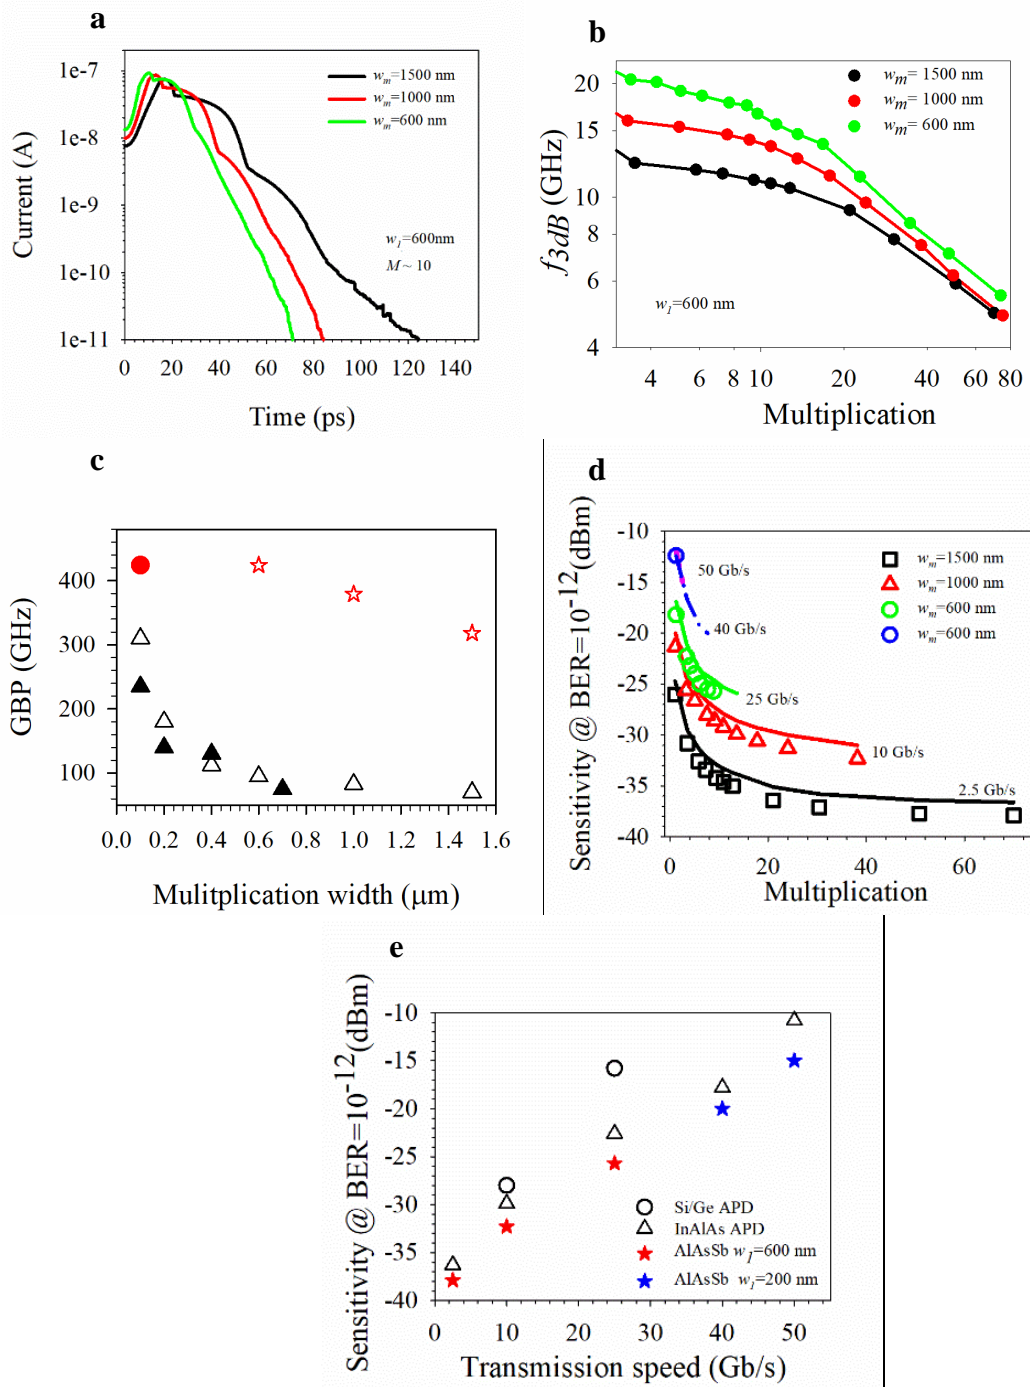 a
1e-7
1e-8
1e-9
1e-10
1e-11
Current (A)
wm=1500 nm
wm=1000 nm
wm=600 nm
w1=600nm
M ~ 10
0 20 40 60 80 100 120 140
Time (ps)
b
20
15
10
8
6
4
f3dB (GHz)
wm= 1500 nm
wm= 1000 nm
wm= 600 nm
w1=600 nm
4 6 8 10 20 40 60 80
Multiplication
c
400
300
200
100
GBP (GHz)
0.0 0.2 0.4 0.6 0.8 1.0 1.2 1.4 1.6
Mulitplication width (μm)
d
-10
-15
-20
-25
-30
-35
-40
Sensitivity @ BER=10-12(dBm)
wm=1500 nm
wm=1000 nm
wm=600 nm
wm=600 nm
50 Gb/s
40 Gb/s
25 Gb/s
10 Gb/s
2.5 Gb/s
0 20 40 60
Multiplication
e
-10
-15
-20
-25
-30
-35
-40
Sensitivity @ BER=10-12(dBm)
Si/Ge APD
InAlAs APD
AlAsSb w1=600 nm
AlAsSb w1=200 nm
0 10 20 30 40 50
Transmission speed (Gb/s)